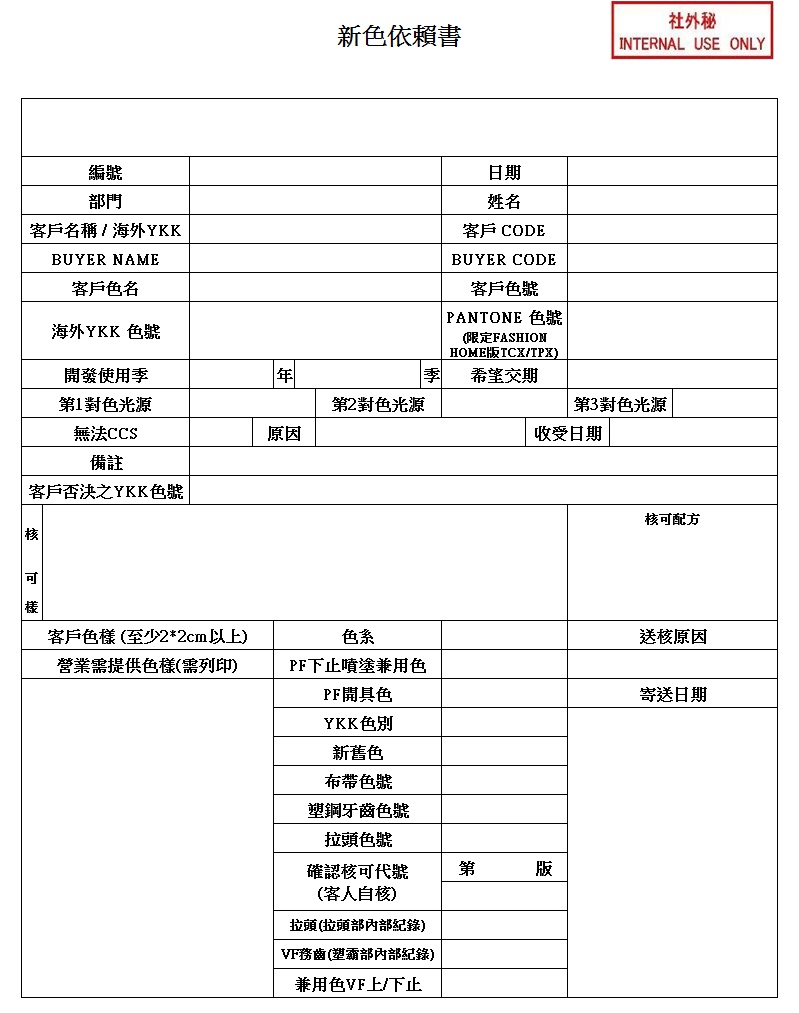 社外秘
INTERNAL USE ONLY
新色依賴書
編號 日期
部門 姓名
客戶名稱 / 海外YKK 客戶 CODE
BUYER NAME BUYER CODE
客戶色名 客戶色號
海外YKK 色號 PANTONE 色號
(限定FASHION
HOME版TCX/TPX)
開發使用季 年 季 希望交期
第1對色光源 第2對色光源 第3對色光源
無法CCS 原因 收受日期
備註
客戶否決之YKK色號
核可樣 核可配方
客戶色樣 (至少2*2cm以上) 色系 送核原因
營業需提供色樣(需列印) PF下止噴塗兼用色
PF開具色 寄送日期
YKK色別
新舊色
布帶色號
塑鋼牙齒色號
拉頭色號
確認核可代號 第 版
(客人自核)
拉頭(拉頭部內部紀錄)
VF務齒(塑霸部內部紀錄)
兼用色VF上/下止